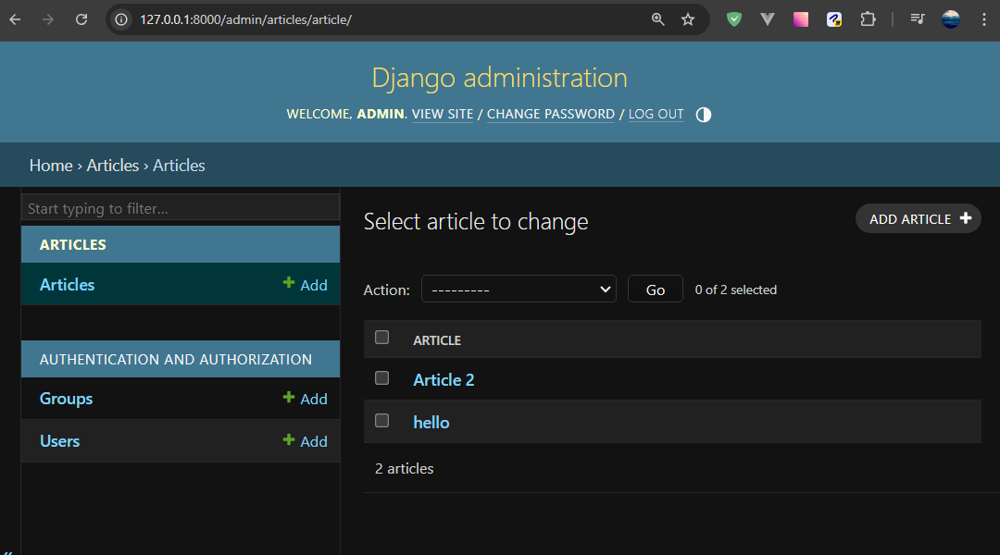 127.0.0.1:8000/admin/articles/article/
Django administration
WELCOME, ADMIN. VIEW SITE / CHANGE PASSWORD / LOG OUT
Home › Articles › Articles
Start typing to filter...
ARTICLES
Articles Add
AUTHENTICATION AND AUTHORIZATION
Groups Add
Users Add
«
Select article to change
ADD ARTICLE
Action: --------- Go 0 of 2 selected
ARTICLE
Article 2
hello
2 articles